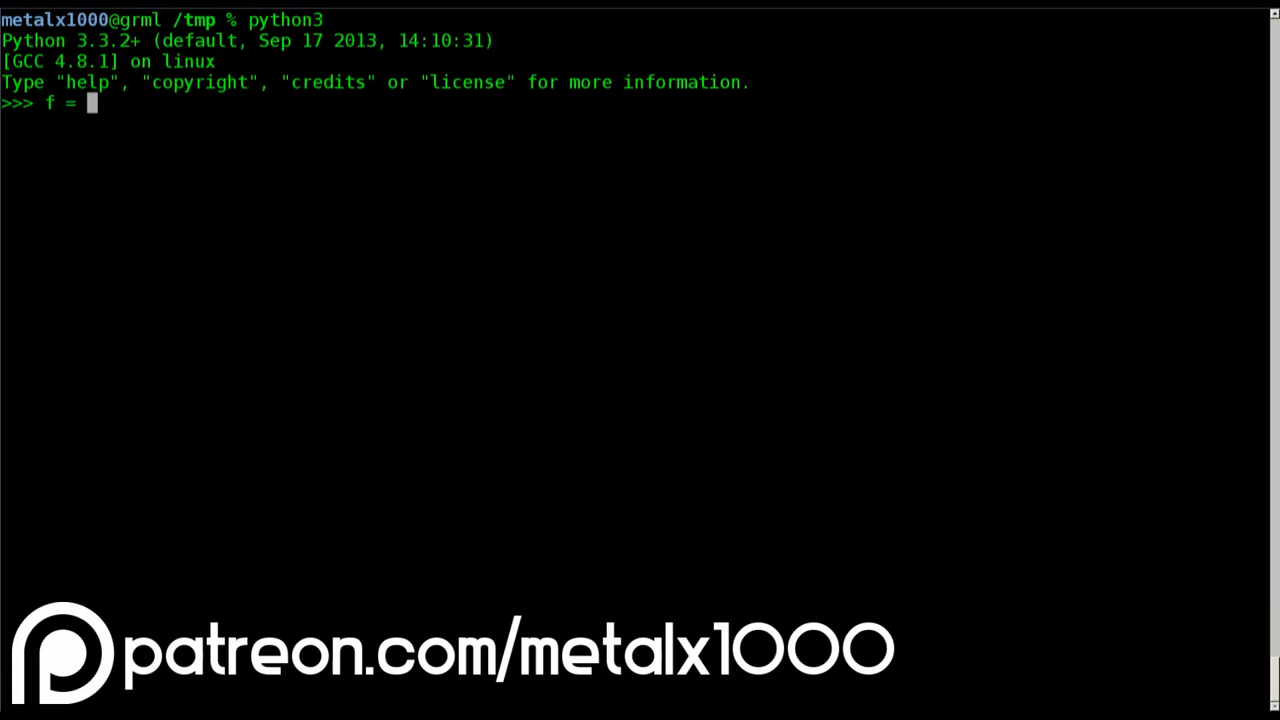 metalx1000@grml /tmp % python3
Python 3.3.2+ (default, Sep 17 2013, 14:10:31)
[GCC 4.8.1] on linux
Type "help", "copyright", "credits" or "license" for more information.
>>> f =
patreon.com/metalx1000